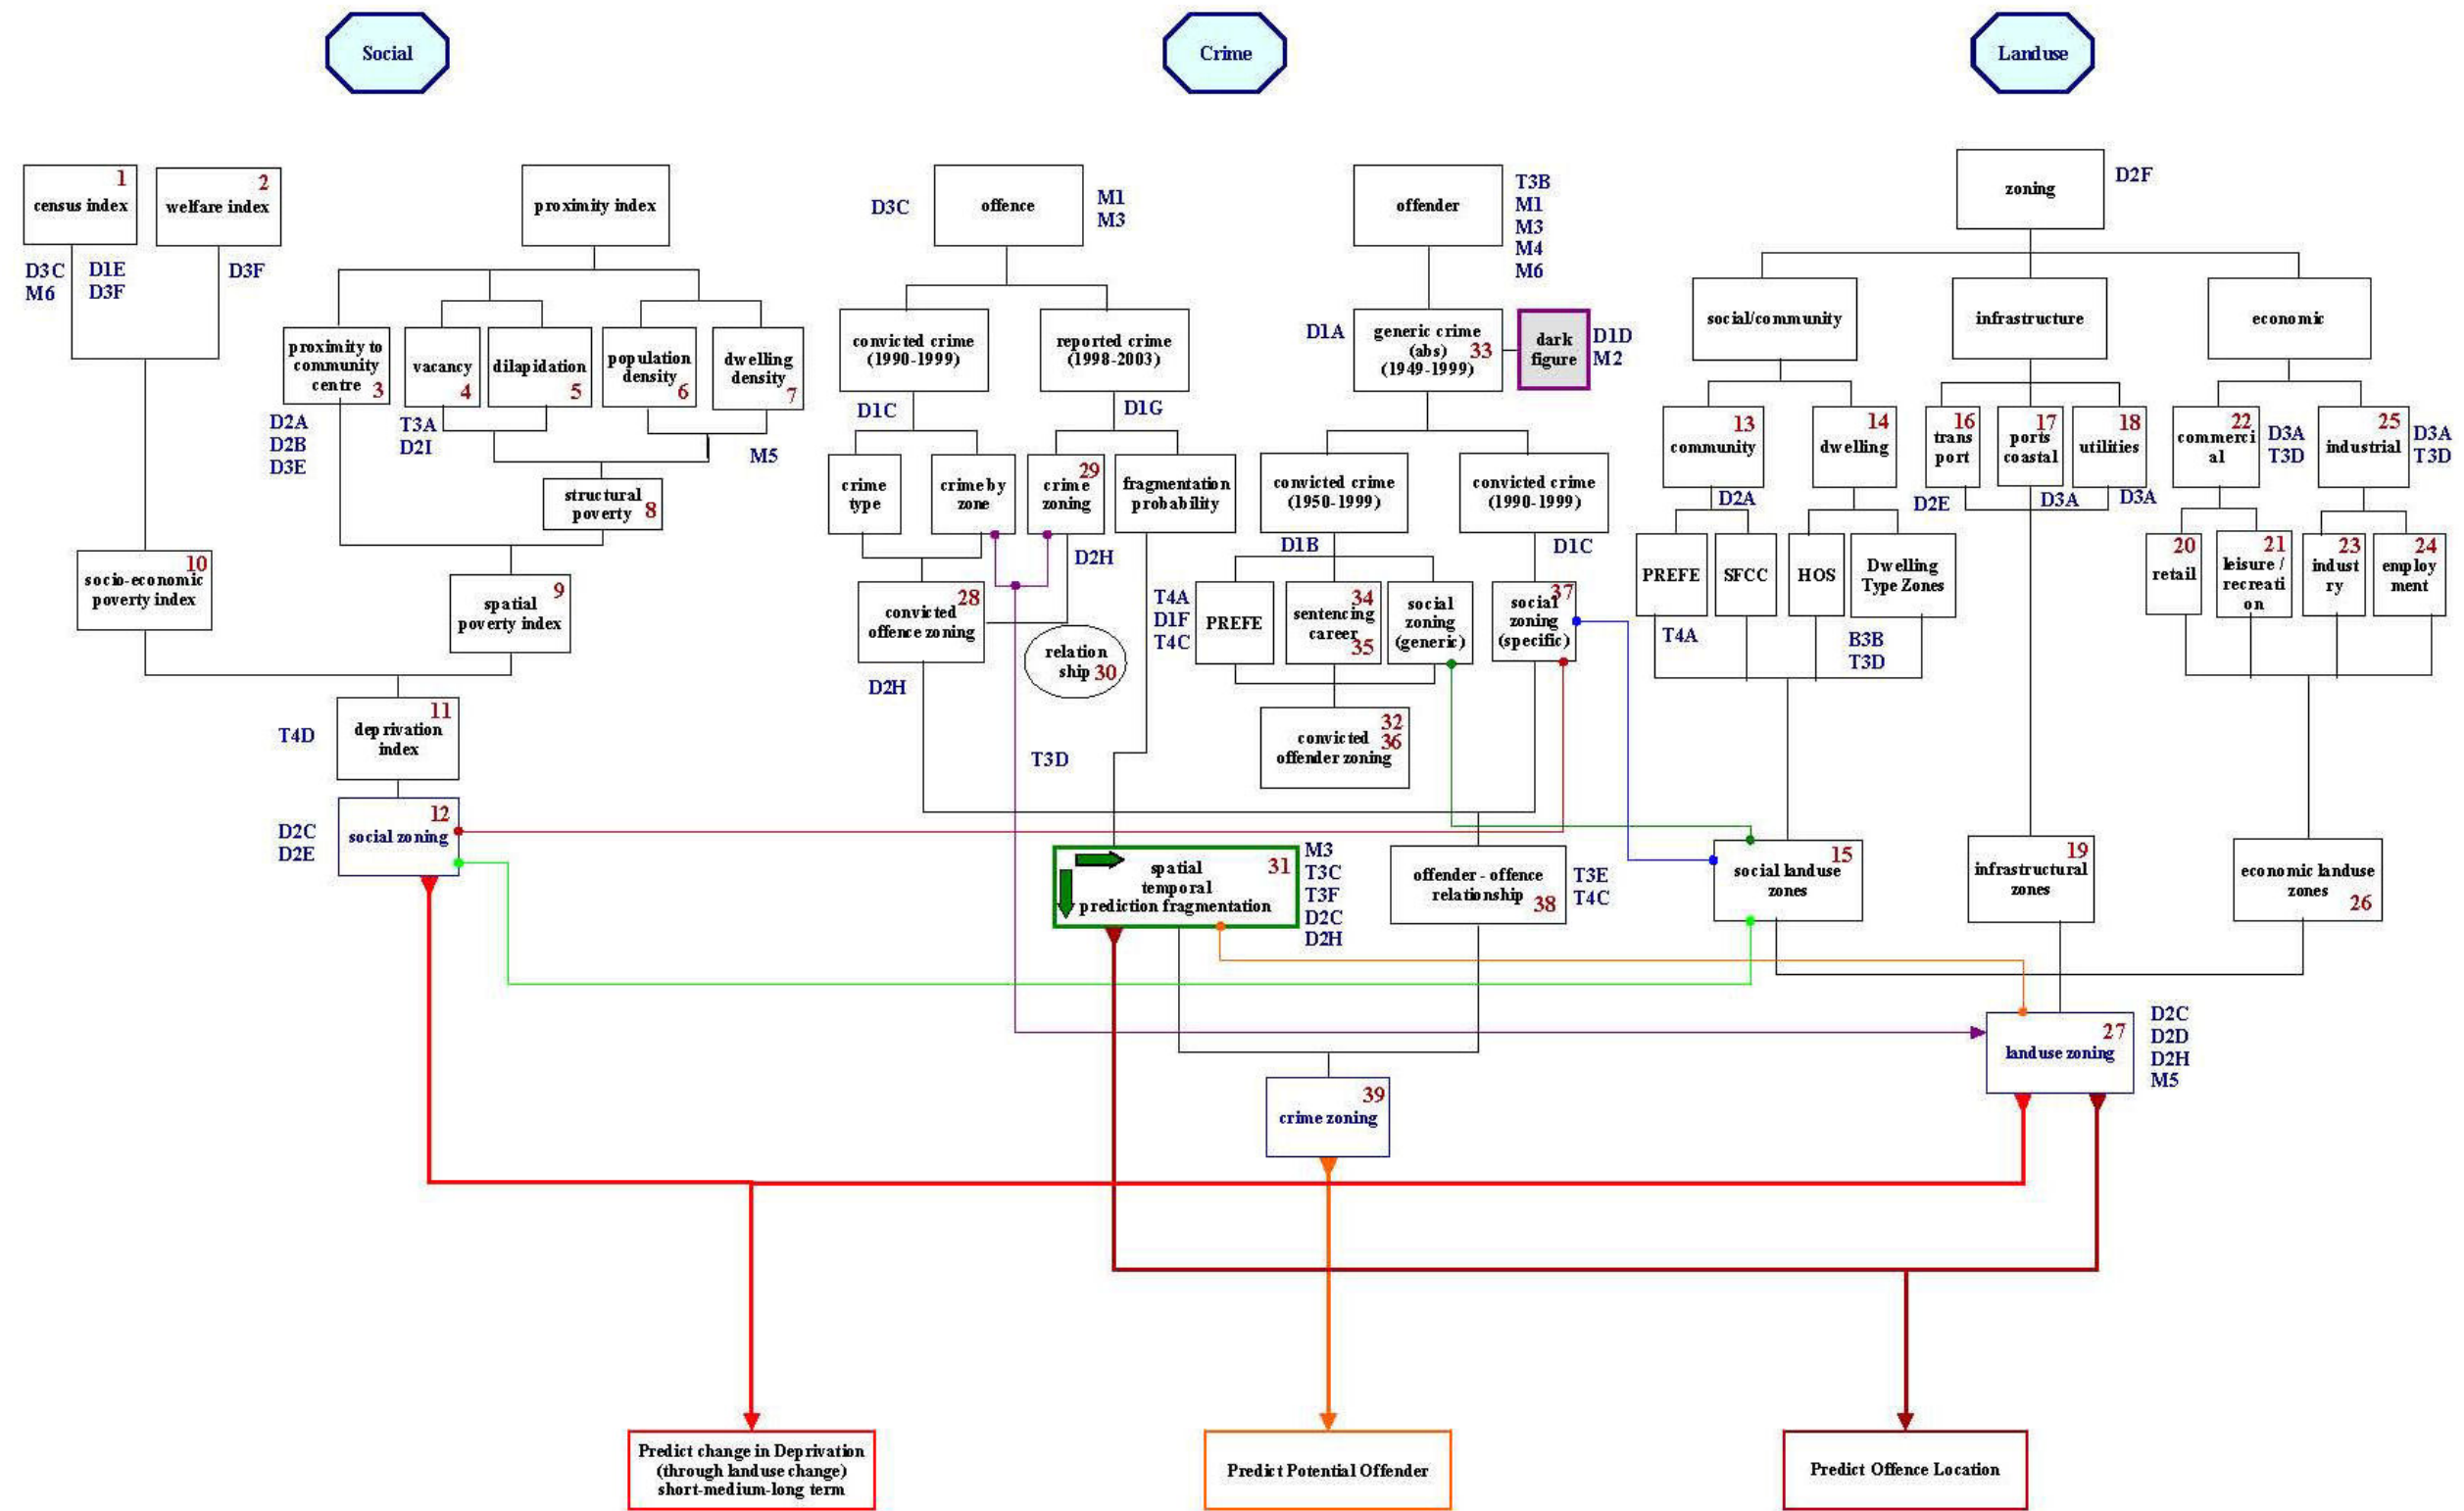 Social
Crime
Landuse
1
census index
2
welfare index
proximity index
D3C
offence
M1
M3
offender
T3B
M1
M3
M4
M6
zoning
D2F
D3C
M6
D1E
D3F
D3F
proximity to
community
centre 3
vacancy
4
dilapidation
5
population
density 6
dwelling
density
7
convicted crime
(1990-1999)
reported crime
(1998-2003)
D1A
generic crime
(abs) 33
(1949-1999)
dark
figure
D1D
M2
social/community
infrastructure
economic
D2A
D2B
D3E
T3A
D2I
M5
D1C
D1G
13
community
14
dwelling
16
trans
port
17
ports
coastal
18
utilities
22
commerci
al
D3A
T3D
25
industrial
D3A
T3D
structural
poverty 8
crime
type
crime by
zone
29
crime
zoning
fragmentation
probability
convicted crime
(1950-1999)
convicted crime
(1990-1999)
D2A
D2E
D3A
D3A
10
socio-economic
poverty index
9
spatial
poverty index
D2H
D1B
D1C
28
convicted
offence zoning
relation
ship 30
T4A
D1F
T4C
PREFE
34
sentencing
career
35
social
zoning
(generic)
37
social
zoning
(specific)
PREFE
SFCC
HOS
Dwelling
Type Zones
20
retail
21
leisure /
recreati
on
23
indust
ry
24
employ
ment
T4A
B3B
T3D
D2H
T4D
11
deprivation
index
T3D
32
convicted 36
offender zoning
D2C
D2E
12
social zoning
spatial 31
temporal
prediction fragmentation
M3
T3C
T3F
D2C
D2H
offender - offence
relationship 38
T3E
T4C
15
social landuse
zones
19
infrastructural
zones
economic landuse
zones
26
27
landuse zoning
D2C
D2D
D2H
M5
39
crime zoning
Predict change in Deprivation
(through landuse change)
short-medium-long term
Predict Potential Offender
Predict Offence Location